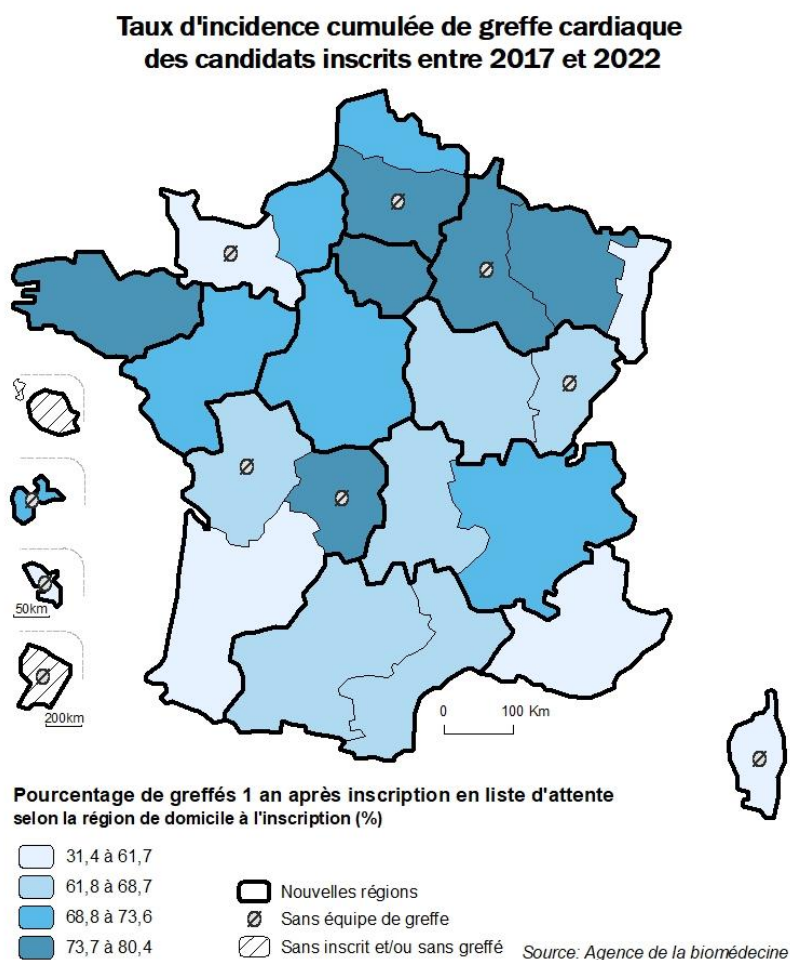 Taux d'incidence cumulée de greffe cardiaque
des candidats inscrits entre 2017 et 2022
50km
200km
0 100 Km
Pourcentage de greffés 1 an après inscription en liste d'attente
selon la région de domicile à l'inscription (%)
31,4 à 61,7
61,8 à 68,7
68,8 à 73,6
73,7 à 80,4
Nouvelles régions
Sans équipe de greffe
Sans inscrit et/ou sans greffé
Source: Agence de la biomédecine